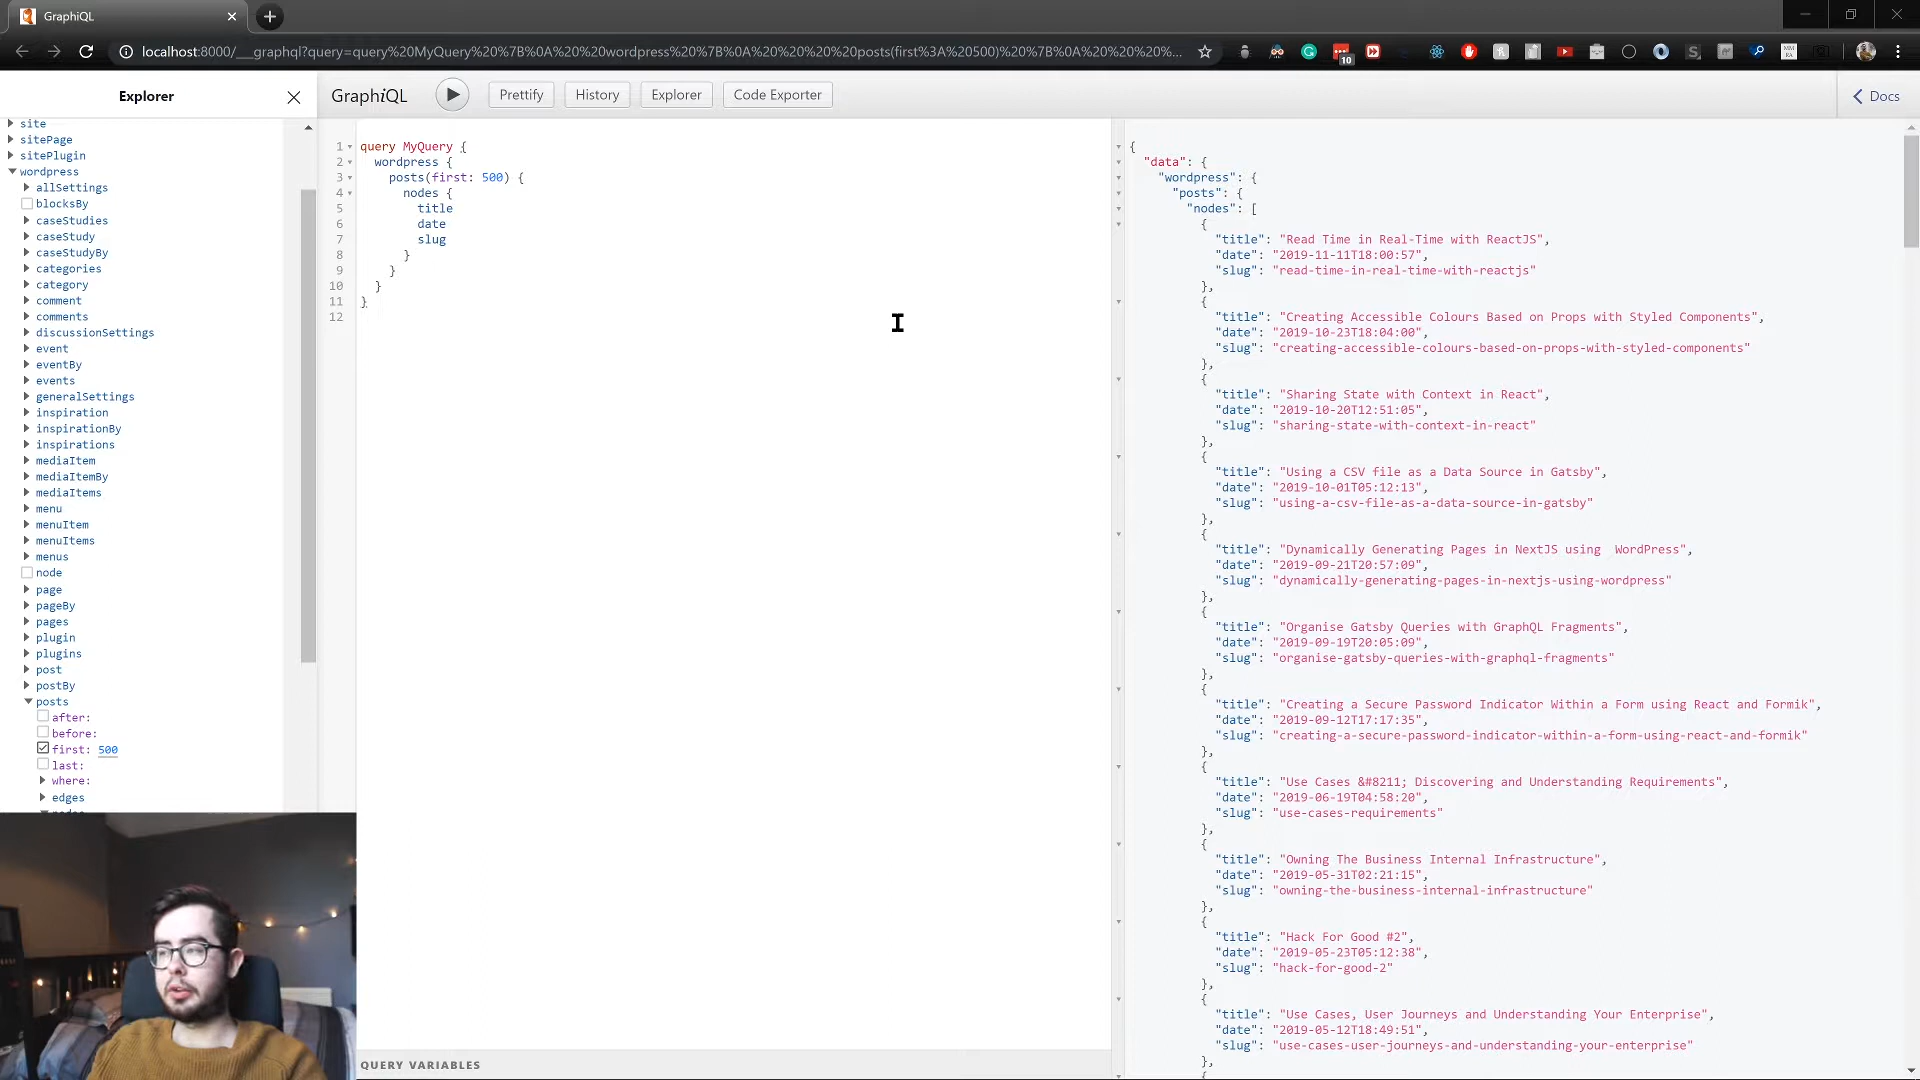 GraphiQL
localhost:8000/___graphql?query=query%20MyQuery%20%7B%0A%20%20wordpress%20%7B%0A%20%20%20%20posts(first%3A%20500)%20%7B%0A%20%20%20%20%20%20%...
10
Explorer
site
sitePage
sitePlugin
wordpress
allSettings
blocksBy
caseStudies
caseStudy
caseStudyBy
categories
category
comment
comments
discussionSettings
event
eventBy
events
generalSettings
inspiration
inspirationBy
inspirations
mediaItem
mediaItemBy
mediaItems
menu
menuItem
menuItems
menus
node
page
pageBy
pages
plugin
plugins
post
postBy
posts
after:
before:
first: 500
last:
where:
edges
GraphiQL
Prettify
History
Explorer
Code Exporter
Docs
1 query MyQuery {
2 wordpress {
3 posts(first: 500) {
4 nodes {
5 title
6 date
7 slug
8 }
9 }
10 }
11 }
12
QUERY VARIABLES
{
"data": {
"wordpress": {
"posts": {
"nodes": [
{
"title": "Read Time in Real-Time with ReactJS",
"date": "2019-11-11T18:00:57",
"slug": "read-time-in-real-time-with-reactjs"
},
{
"title": "Creating Accessible Colours Based on Props with Styled Components",
"date": "2019-10-23T18:04:00",
"slug": "creating-accessible-colours-based-on-props-with-styled-components"
},
{
"title": "Sharing State with Context in React",
"date": "2019-10-20T12:51:05",
"slug": "sharing-state-with-context-in-react"
},
{
"title": "Using a CSV file as a Data Source in Gatsby",
"date": "2019-10-01T05:12:13",
"slug": "using-a-csv-file-as-a-data-source-in-gatsby"
},
{
"title": "Dynamically Generating Pages in NextJS using  WordPress",
"date": "2019-09-21T20:57:09",
"slug": "dynamically-generating-pages-in-nextjs-using-wordpress"
},
{
"title": "Organise Gatsby Queries with GraphQL Fragments",
"date": "2019-09-19T20:05:09",
"slug": "organise-gatsby-queries-with-graphql-fragments"
},
{
"title": "Creating a Secure Password Indicator Within a Form using React and Formik",
"date": "2019-09-12T17:17:35",
"slug": "creating-a-secure-password-indicator-within-a-form-using-react-and-formik"
},
{
"title": "Use Cases &#8211; Discovering and Understanding Requirements",
"date": "2019-06-19T04:58:20",
"slug": "use-cases-requirements"
},
{
"title": "Owning The Business Internal Infrastructure",
"date": "2019-05-31T02:21:15",
"slug": "owning-the-business-internal-infrastructure"
},
{
"title": "Hack For Good #2",
"date": "2019-05-23T05:12:38",
"slug": "hack-for-good-2"
},
{
"title": "Use Cases, User Journeys and Understanding Your Enterprise",
"date": "2019-05-12T18:49:51",
"slug": "use-cases-user-journeys-and-understanding-your-enterprise"
},
{